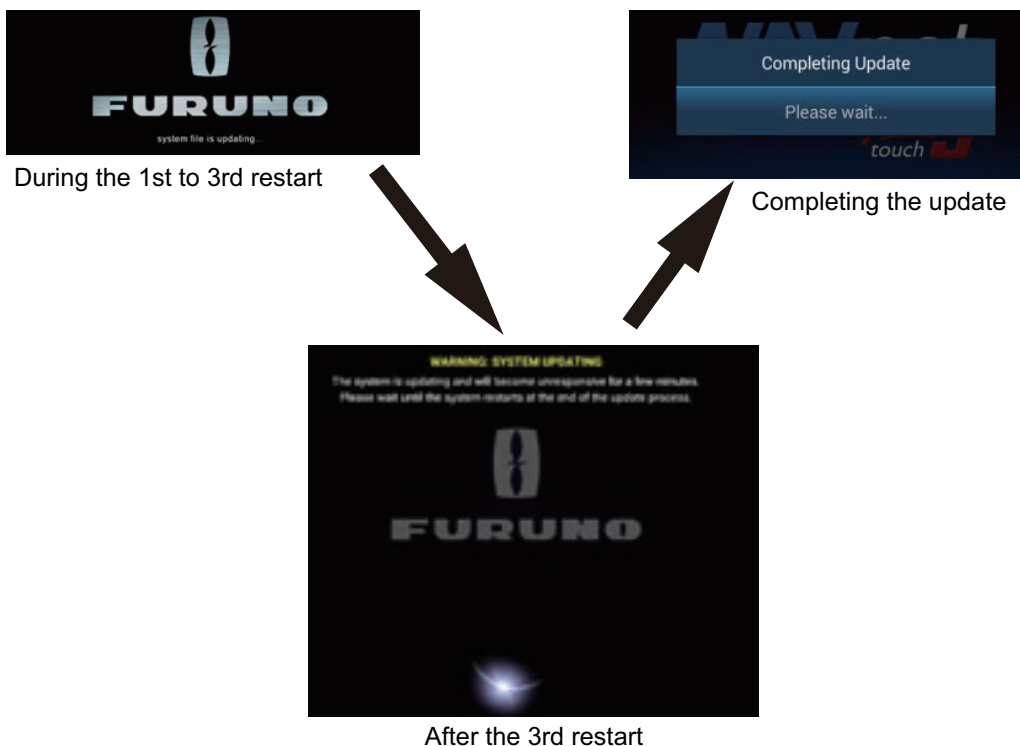 FURUNO
system file is updating...
During the 1st to 3rd restart
NAVnet
Completing Update
Please wait...
touch
Completing the update
WARNING: SYSTEM UPDATING
The system is updating and will become unresponsive for a few minutes.
Please wait until the system restarts at the end of the update process.
FURUNO
After the 3rd restart